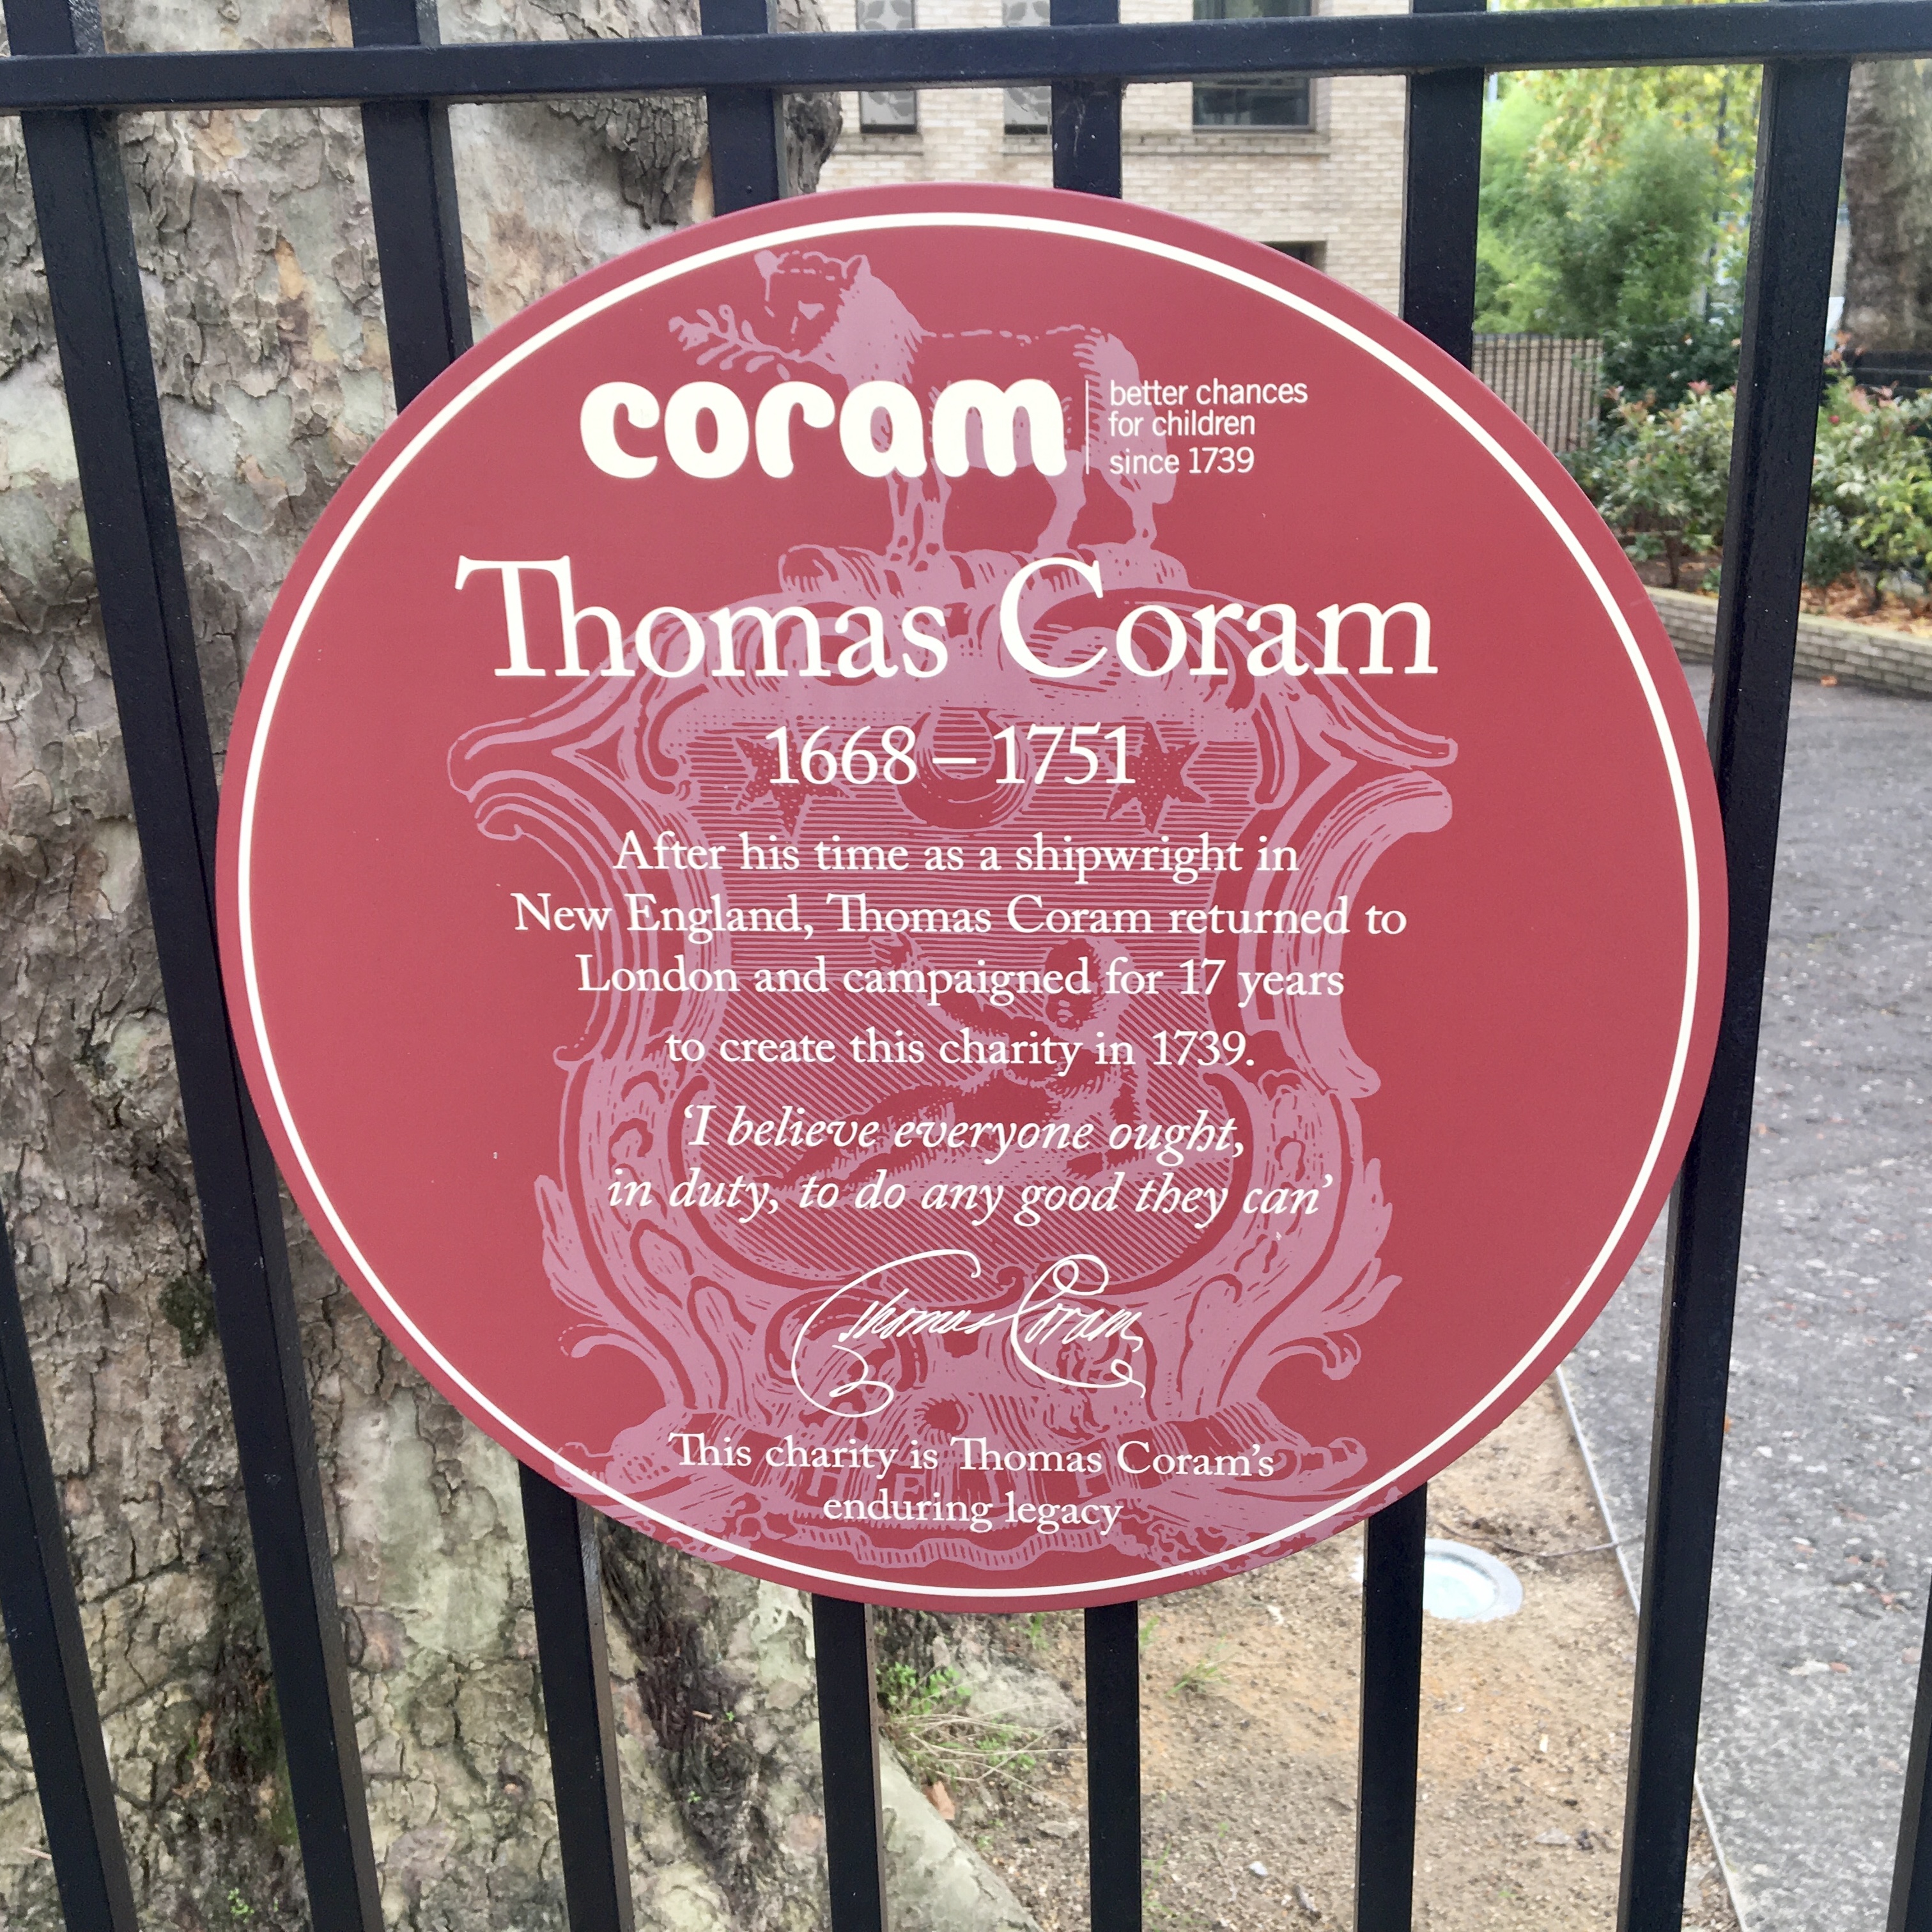 coram
better chances
for children
since 1739
Thomas Coram
1668 – 1751
After his time as a shipwright in
New England, Thomas Coram returned to
London and campaigned for 17 years
to create this charity in 1739.
‘I believe everyone ought,
in duty, to do any good they can’
Thomas Coram
This charity is Thomas Coram’s
enduring legacy